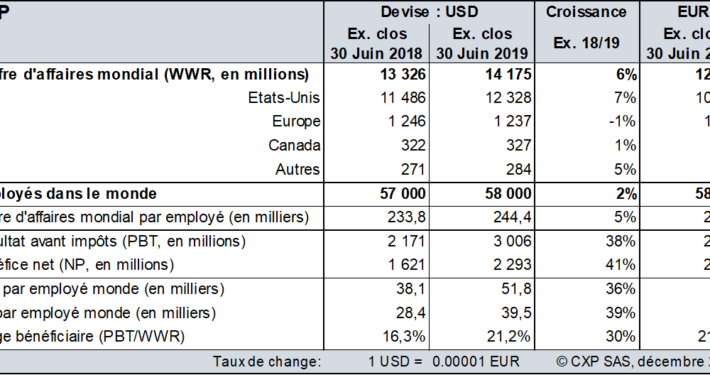 P Devise : USD Croissance EUR
Ex. clos Ex. clos Ex. 18/19 Ex. clo
30 Juin 2018 30 Juin 2019 30 Juin 2
fre d'affaires mondial (WWR, en millions) 13 326 14 175 6% 12
Etats-Unis 11 486 12 328 7% 10
Europe 1 246 1 237 -1% 1
Canada 322 327 1%
Autres 271 284 5%
ployés dans le monde 57 000 58 000 2% 58
re d'affaires mondial par employé (en milliers) 233,8 244,4 5% 2
ultat avant impôts (PBT, en millions) 2 171 3 006 38% 2
éfice net (NP, en millions) 1 621 2 293 41% 2
par employé monde (en milliers) 38,1 51,8 36%
par employé monde (en milliers) 28,4 39,5 39%
ge bénéficiaire (PBT/WWR) 16,3% 21,2% 30% 21
Taux de change: 1 USD = 0.00001 EUR © CXP SAS, décembre 2